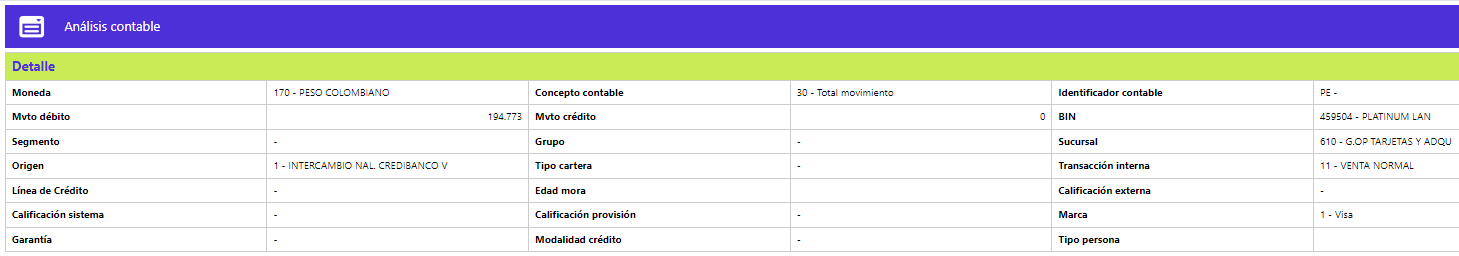 Análisis contable
Detalle
Moneda 170 - PESO COLOMBIANO Concepto contable 30 - Total movimiento Identificador contable PE -
Mvto débito 194.773 Mvto crédito 0 BIN 459504 - PLATINUM LAN
Segmento - Grupo - Sucursal 610 - G.OP TARJETAS Y ADQU
Origen 1 - INTERCAMBIO NAL. CREDIBANCO V Tipo cartera - Transacción interna 11 - VENTA NORMAL
Línea de Crédito - Edad mora Calificación externa -
Calificación sistema - Calificación provisión - Marca 1 - Visa
Garantía - Modalidad crédito - Tipo persona